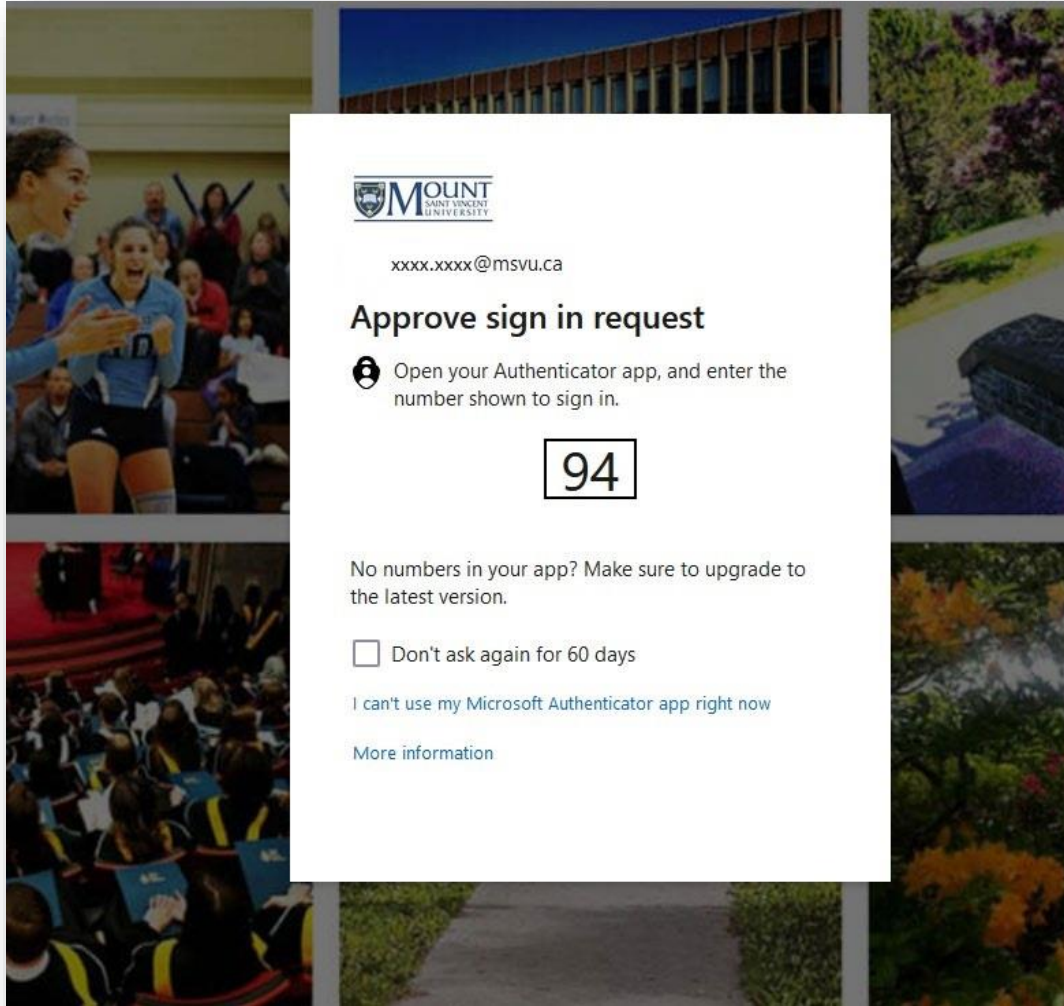 MOUNT
SAINT VINCENT
UNIVERSITY
xxxx.xxxx@msvu.ca
Approve sign in request
Open your Authenticator app, and enter the
number shown to sign in.
94
No numbers in your app? Make sure to upgrade to
the latest version.
Don't ask again for 60 days
I can't use my Microsoft Authenticator app right now
More information